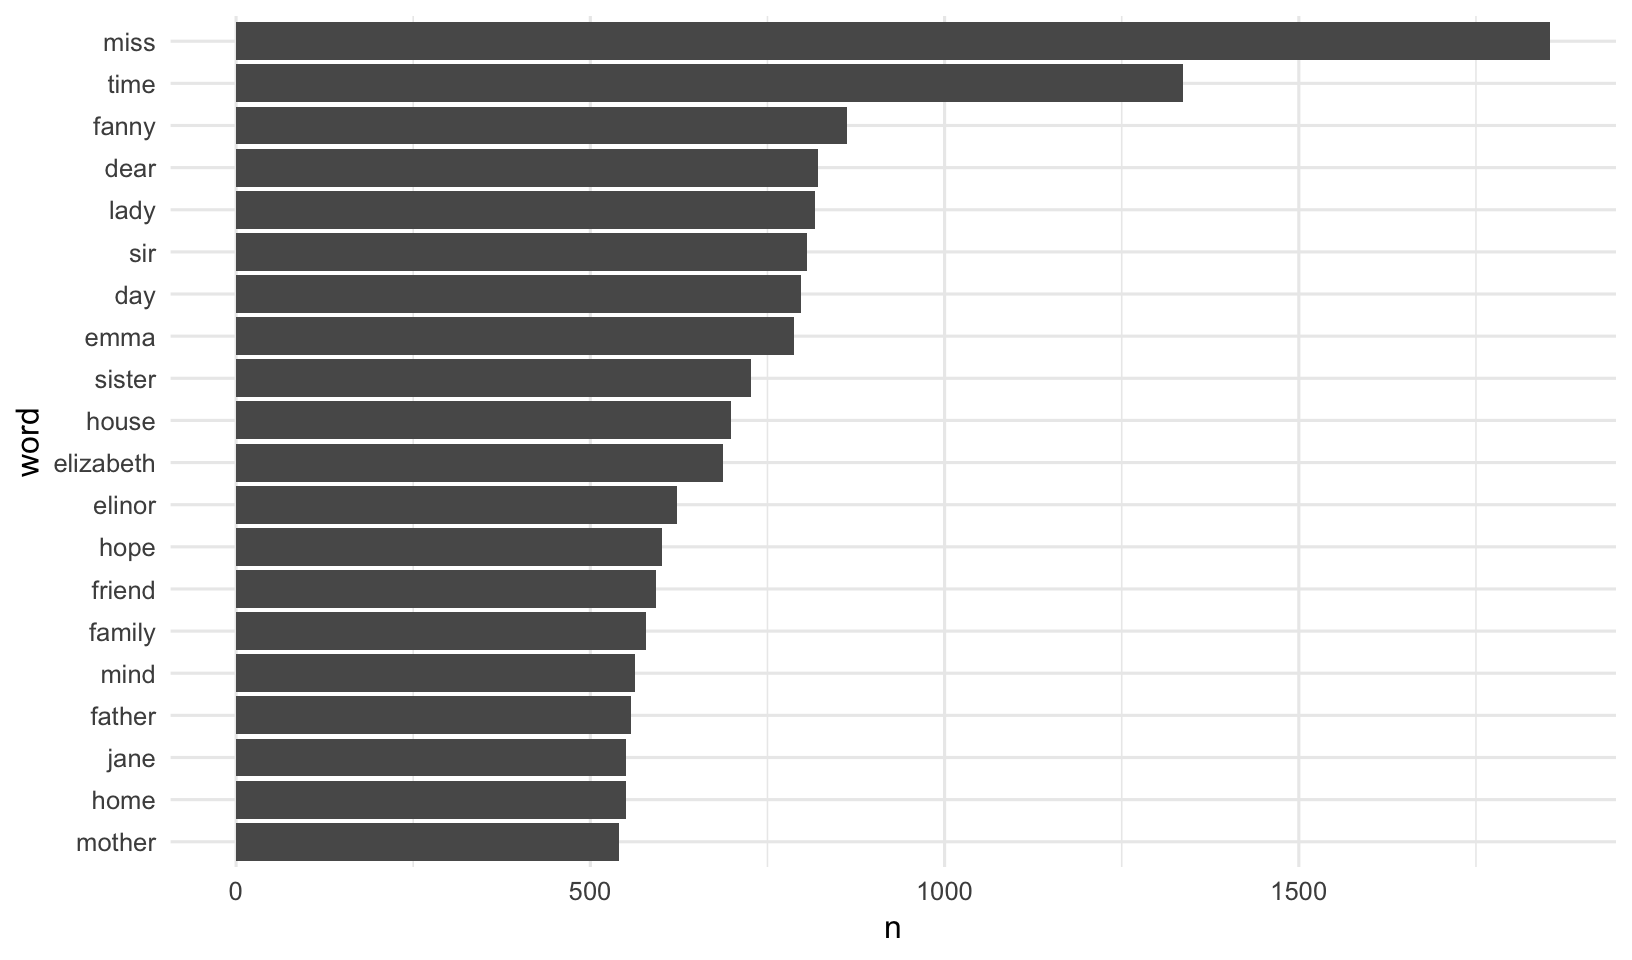 miss
time
fanny
dear
lady
sir
day
emma
sister
house
elizabeth
elinor
hope
friend
family
mind
father
jane
home
mother
word
0 500 1000 1500
n